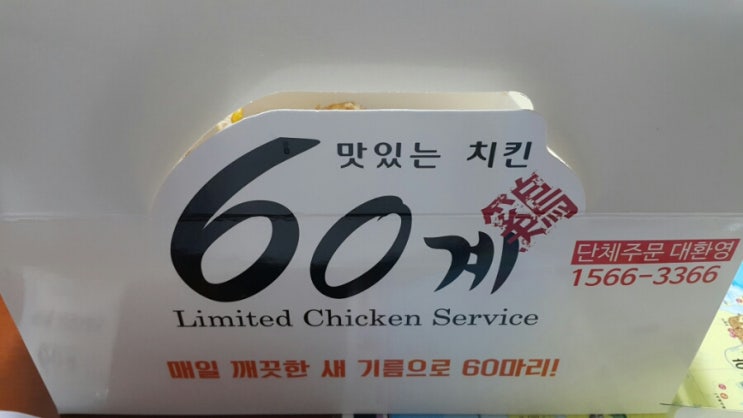 맛있는 치킨
60계
Limited Chicken Service
단체주문 대환영
1566-3366
매일 깨끗한 새 기름으로 60마리!